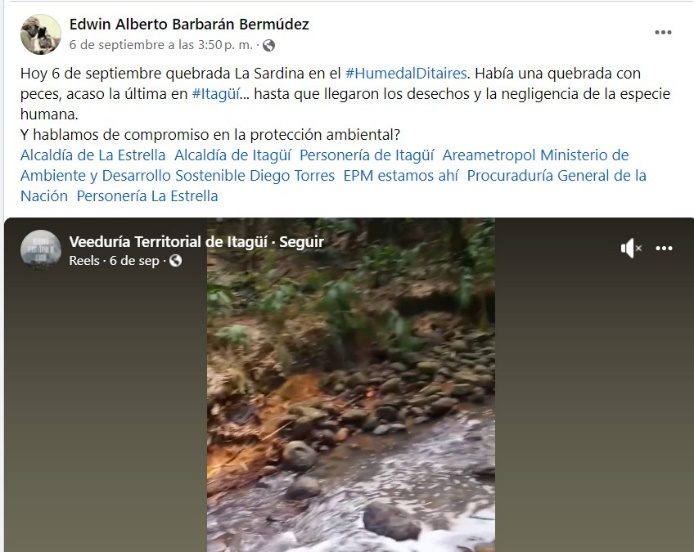 Edwin Alberto Barbarán Bermúdez
6 de septiembre a las 3:50 p. m. ·
Hoy 6 de septiembre quebrada La Sardina en el #HumedalDitaires. Había una quebrada con
peces, acaso la última en #Itagüí... hasta que llegaron los desechos y la negligencia de la especie
humana.
Y hablamos de compromiso en la protección ambiental?
Alcaldía de La Estrella Alcaldía de Itagüí Personería de Itagüí Areametropol Ministerio de
Ambiente y Desarrollo Sostenible Diego Torres EPM estamos ahí Procuraduría General de la
Nación Personería La Estrella
Veeduría Territorial de Itagüí · Seguir
Reels · 6 de sep ·